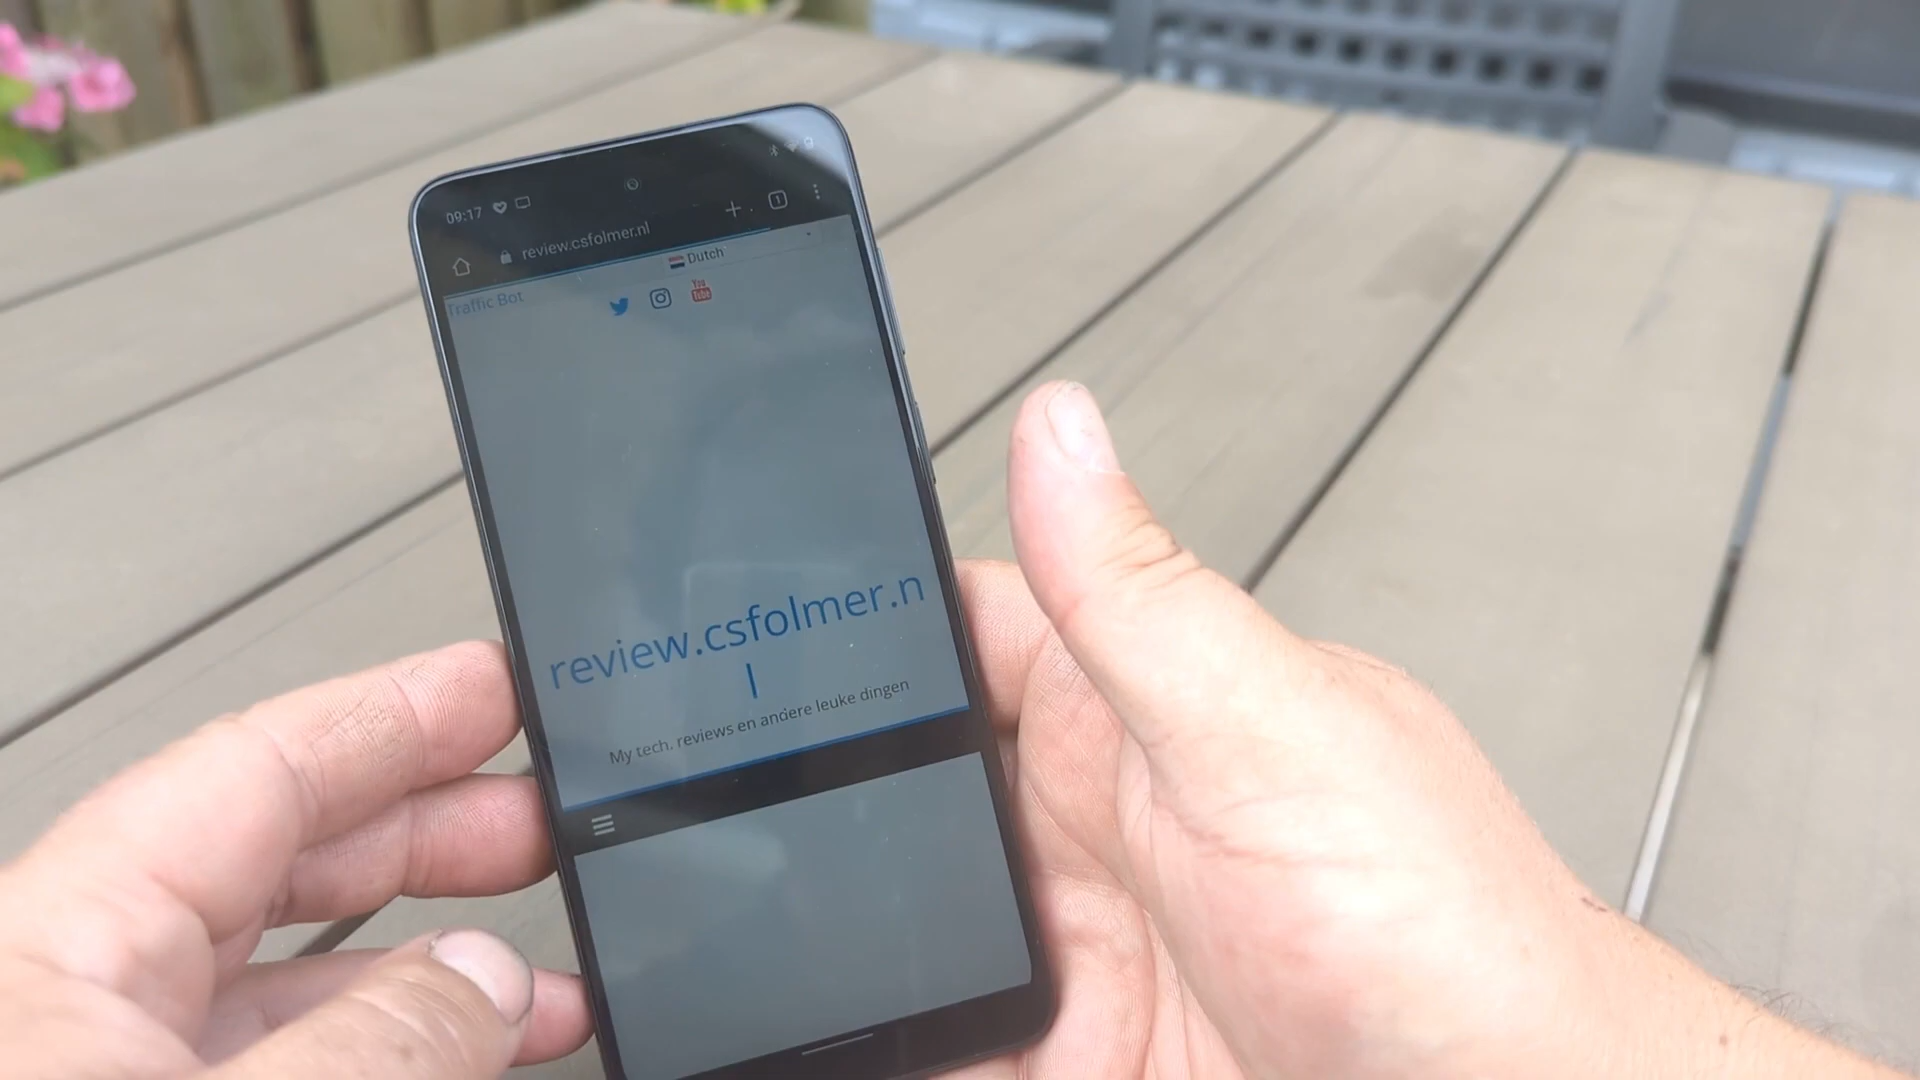 09:17
1
review.csfolmer.nl
Dutch
Traffic Bot
You
Tube
review.csfolmer.n
l
My tech, reviews en andere leuke dingen